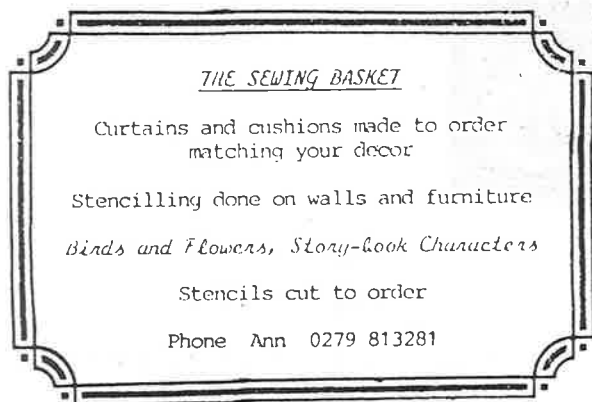 THE SEWING BASKET
Curtains and cushions made to order
matching your decor
Stencilling done on walls and furniture
Birds and Flowers, Story-book Characters
Stencils cut to order
Phone Ann 0279 813281